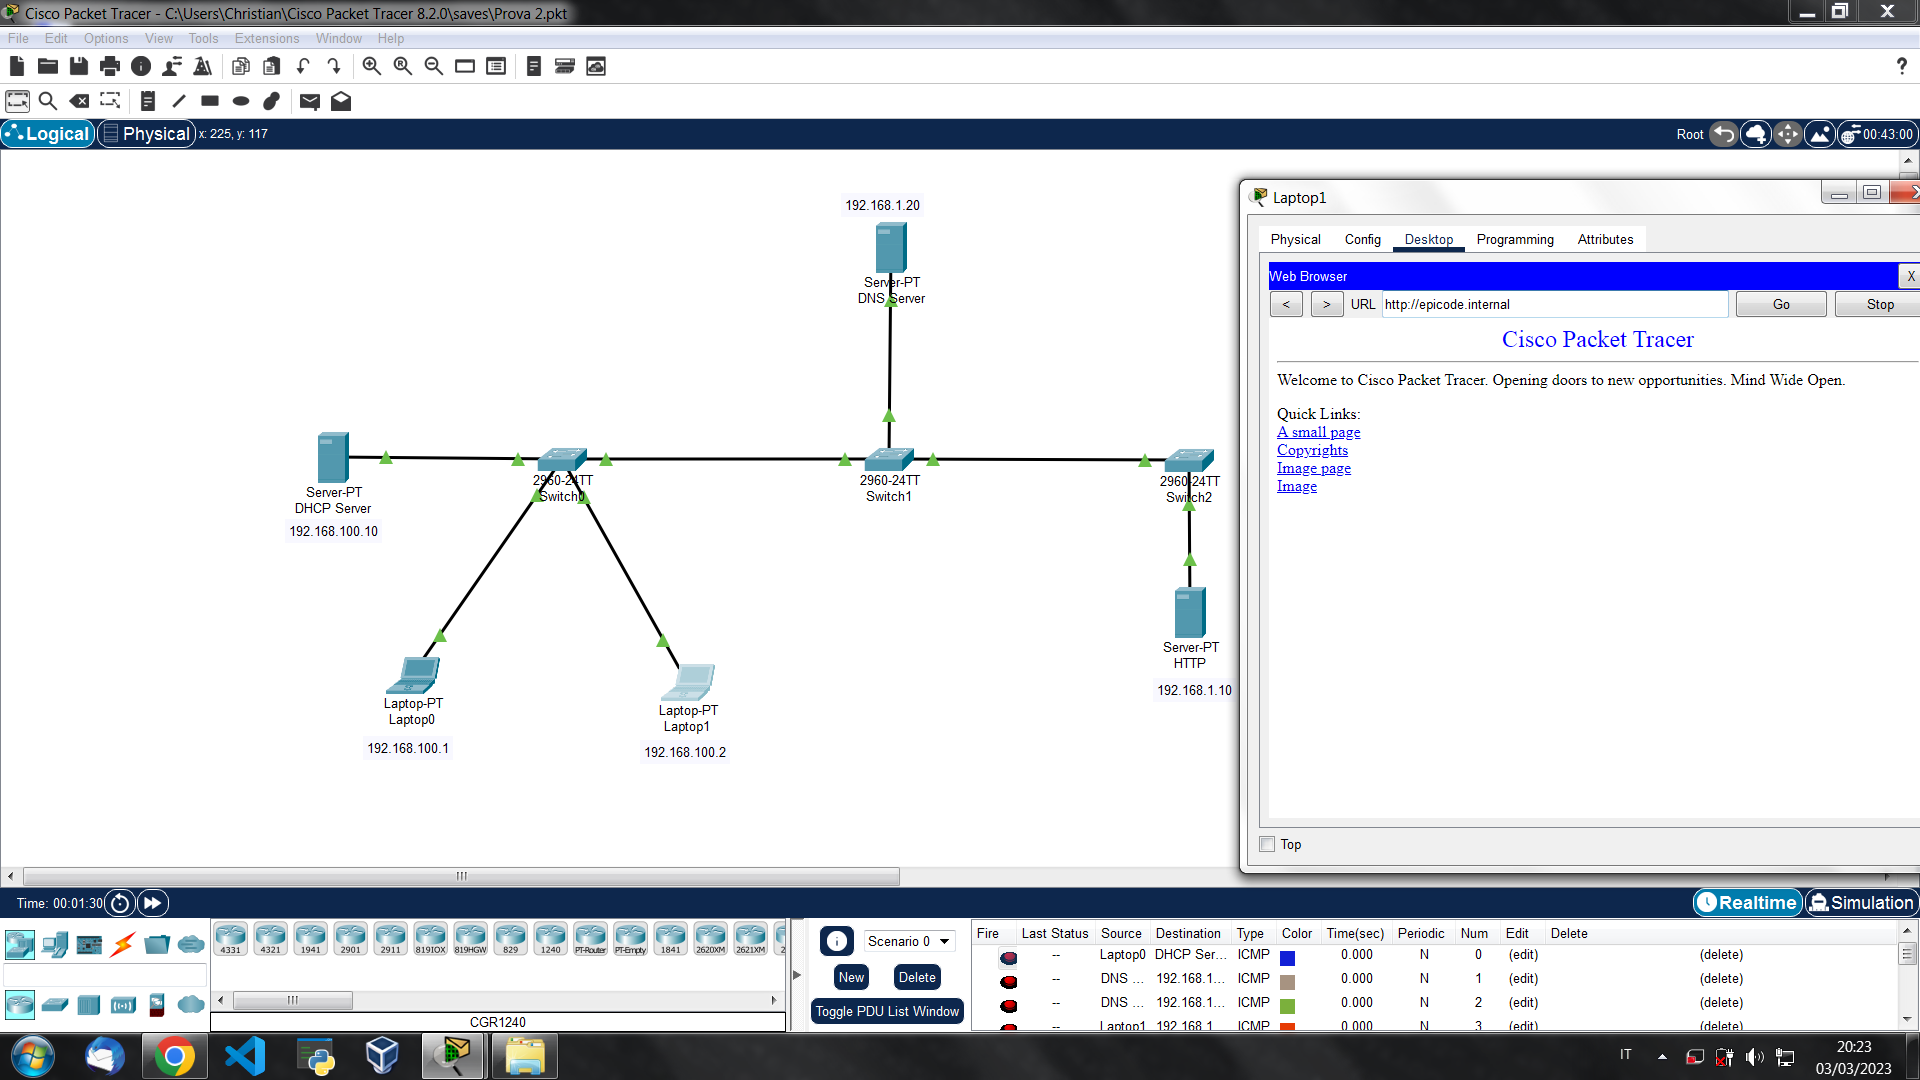 Cisco Packet Tracer - C:\Users\Christian\Cisco Packet Tracer 8.2.0\saves\Prova 2.pkt
File Edit Options View Tools Extensions Window Help
?
Logical Physical x: 225, y: 117
Root 00:43:00
192.168.1.20
Server-PT
DNS Server
Server-PT
DHCP Server
192.168.100.10
2960-24TT
Switch0
2960-24TT
Switch1
2960-24TT
Switch2
Server-PT
HTTP
192.168.1.10
Laptop-PT
Laptop0
192.168.100.1
Laptop-PT
Laptop1
192.168.100.2
Laptop1
Physical Config Desktop Programming Attributes
Web Browser X
< > URL http://epicode.internal Go Stop
Cisco Packet Tracer
Welcome to Cisco Packet Tracer. Opening doors to new opportunities. Mind Wide Open.
Quick Links:
A small page
Copyrights
Image page
Image
Top
Time: 00:01:30
Realtime Simulation
4331 4321 1941 2901 2911 819IOX 819HGW 829 1240 PT-Router PT-Empty 1841 2620XM 2621XM
CGR1240
Scenario 0
New Delete
Toggle PDU List Window
Fire Last Status Source Destination Type Color Time(sec) Periodic Num Edit Delete
-- Laptop0 DHCP Ser... ICMP 0.000 N 0 (edit) (delete)
-- DNS ... 192.168.1... ICMP 0.000 N 1 (edit) (delete)
-- DNS ... 192.168.1... ICMP 0.000 N 2 (edit) (delete)
-- Laptop1 192.168.1 ICMP 0.000 N 3 (edit) (delete)
IT
20:23
03/03/2023